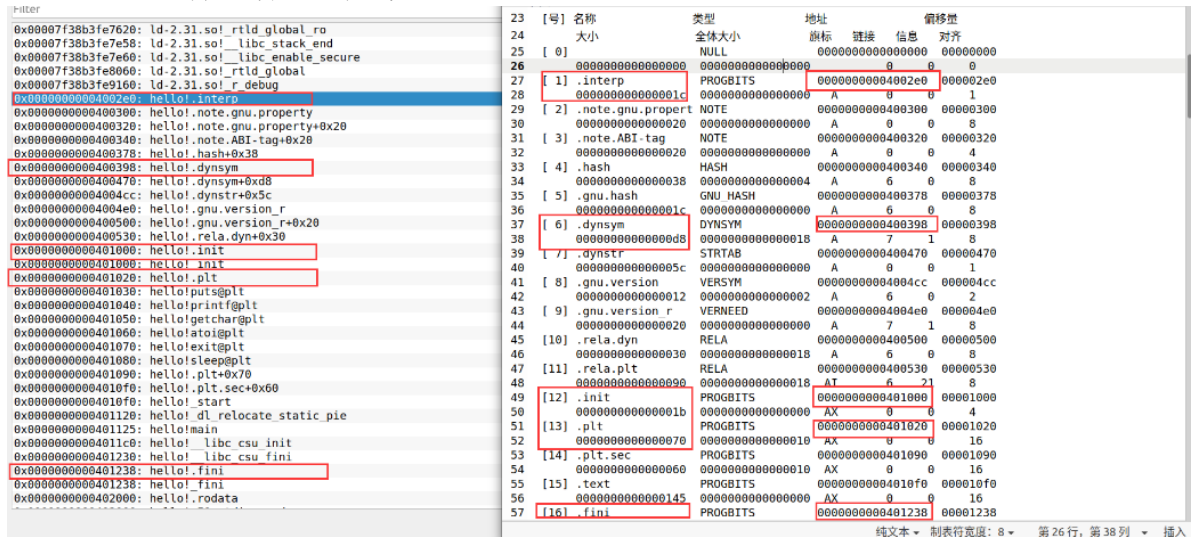 Filter
0x00007f38b3fe7620: ld-2.31.so!_rtld_global_ro
0x00007f38b3fe7e58: ld-2.31.so!__libc_stack_end
0x00007f38b3fe7e60: ld-2.31.so!__libc_enable_secure
0x00007f38b3fe8060: ld-2.31.so!_rtld_global
0x00007f38b3fe9160: ld-2.31.so!_r_debug
0x00000000004002e0: hello!.interp
0x0000000000400300: hello!.note.gnu.property
0x0000000000400320: hello!.note.gnu.property+0x20
0x0000000000400340: hello!.note.ABI-tag+0x20
0x0000000000400378: hello!.hash+0x38
0x0000000000400398: hello!.dynsym
0x0000000000400470: hello!.dynsym+0xd8
0x00000000004004cc: hello!.dynstr+0x5c
0x00000000004004e0: hello!.gnu.version_r
0x0000000000400500: hello!.gnu.version_r+0x20
0x0000000000400530: hello!.rela.dyn+0x30
0x0000000000401000: hello!.init
0x0000000000401000: hello!_init
0x0000000000401020: hello!.plt
0x0000000000401030: hello!puts@plt
0x0000000000401040: hello!printf@plt
0x0000000000401050: hello!getchar@plt
0x0000000000401060: hello!atoi@plt
0x0000000000401070: hello!exit@plt
0x0000000000401080: hello!sleep@plt
0x0000000000401090: hello!.plt+0x70
0x00000000004010f0: hello!.plt.sec+0x60
0x00000000004010f0: hello!_start
0x0000000000401120: hello!_dl_relocate_static_pie
0x0000000000401125: hello!main
0x00000000004011c0: hello!__libc_csu_init
0x0000000000401230: hello!__libc_csu_fini
0x0000000000401238: hello!.fini
0x0000000000401238: hello!_fini
0x0000000000402000: hello!.rodata
23 [号] 名称 类型 地址 偏移量
24 大小 全体大小 旗标 链接 信息 对齐
25 [ 0] NULL 0000000000000000 00000000
26 0000000000000000 0000000000000000 0 0 0
27 [ 1] .interp PROGBITS 00000000004002e0 000002e0
28 000000000000001c 0000000000000000 A 0 0 1
29 [ 2] .note.gnu.propert NOTE 0000000000400300 00000300
30 0000000000000020 0000000000000000 A 0 0 8
31 [ 3] .note.ABI-tag NOTE 0000000000400320 00000320
32 0000000000000020 0000000000000000 A 0 0 4
33 [ 4] .hash HASH 0000000000400340 00000340
34 0000000000000038 0000000000000004 A 6 0 8
35 [ 5] .gnu.hash GNU_HASH 0000000000400378 00000378
36 000000000000001c 0000000000000000 A 6 0 8
37 [ 6] .dynsym DYNSYM 0000000000400398 00000398
38 00000000000000d8 0000000000000018 A 7 1 8
39 [ 7] .dynstr STRTAB 0000000000400470 00000470
40 000000000000005c 0000000000000000 A 0 0 1
41 [ 8] .gnu.version VERSYM 00000000004004cc 000004cc
42 0000000000000012 0000000000000002 A 6 0 2
43 [ 9] .gnu.version_r VERNEED 00000000004004e0 000004e0
44 0000000000000020 0000000000000000 A 7 1 8
45 [10] .rela.dyn RELA 0000000000400500 00000500
46 0000000000000030 0000000000000018 A 6 0 8
47 [11] .rela.plt RELA 0000000000400530 00000530
48 0000000000000090 0000000000000018 AI 6 21 8
49 [12] .init PROGBITS 0000000000401000 00001000
50 000000000000001b 0000000000000000 AX 0 0 4
51 [13] .plt PROGBITS 0000000000401020 00001020
52 0000000000000070 0000000000000010 AX 0 0 16
53 [14] .plt.sec PROGBITS 0000000000401090 00001090
54 0000000000000060 0000000000000010 AX 0 0 16
55 [15] .text PROGBITS 00000000004010f0 000010f0
56 0000000000000145 0000000000000000 AX 0 0 16
57 [16] .fini PROGBITS 0000000000401238 00001238
纯文本 制表符宽度: 8 第 26 行, 第 38 列 插入